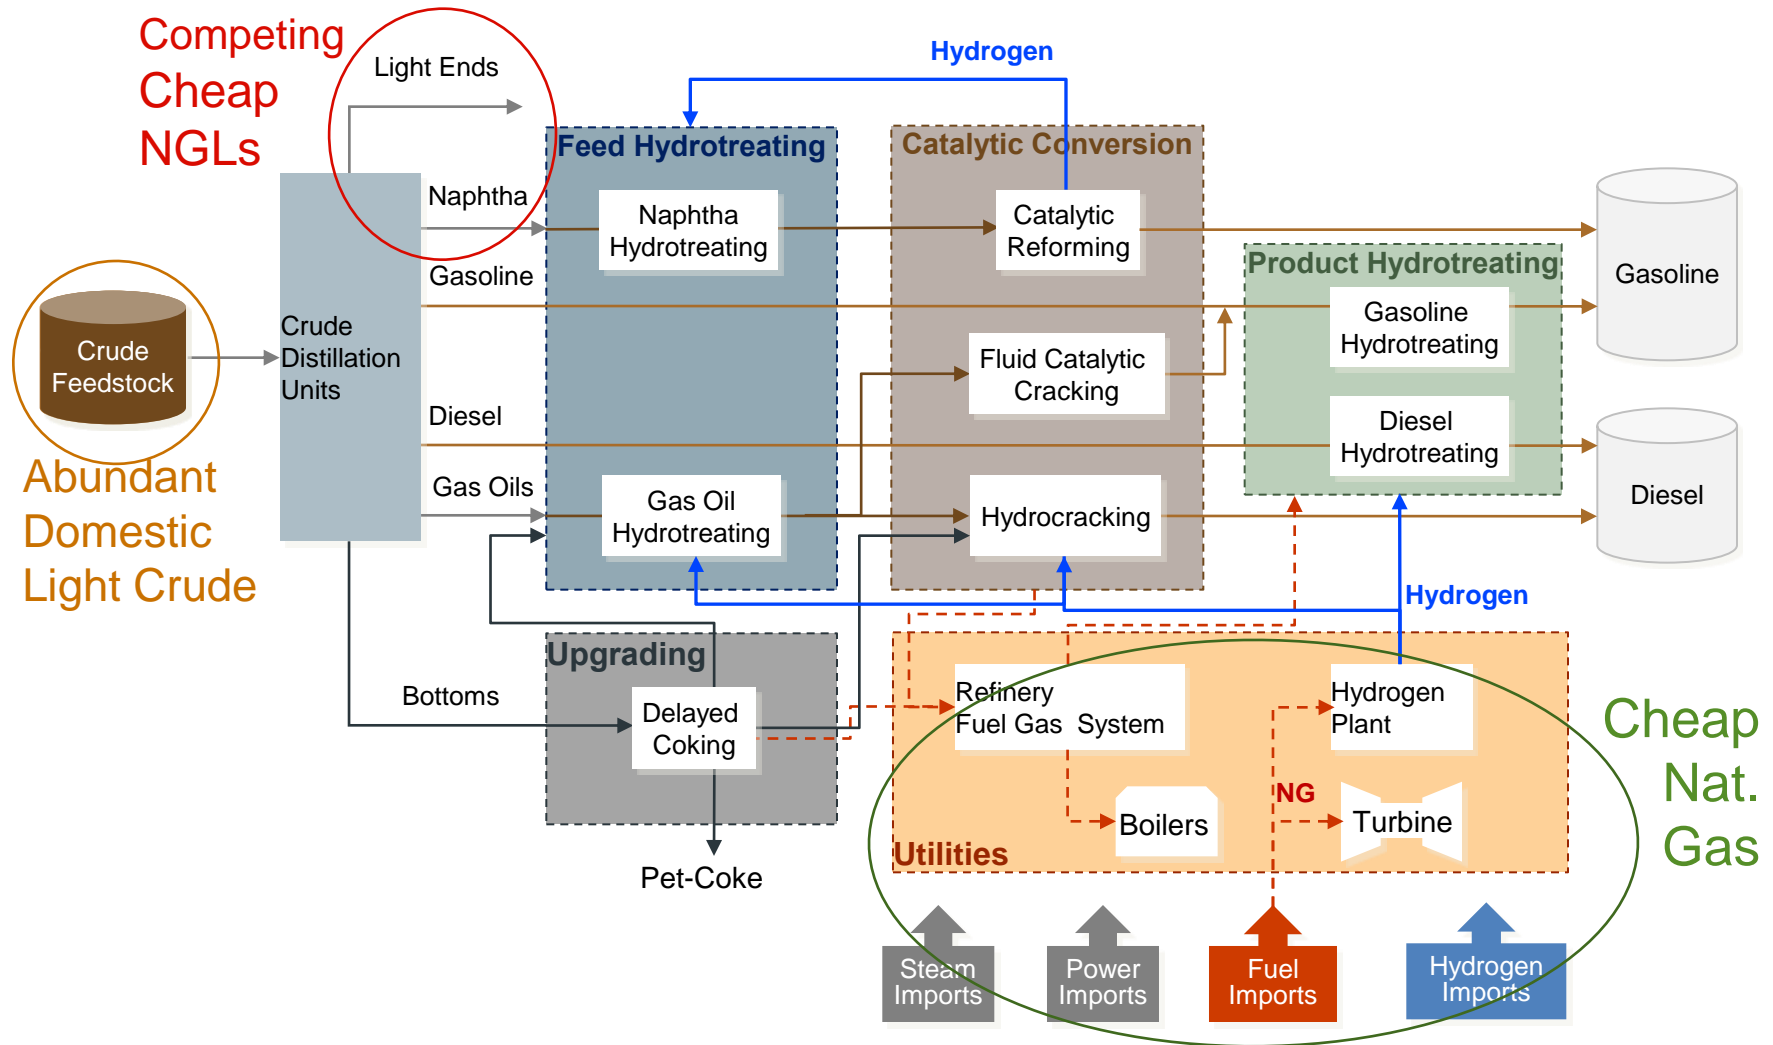 Competing
Cheap
NGLs
Light Ends
Hydrogen
Feed Hydrotreating
Catalytic Conversion
Naphtha
Naphtha
Hydrotreating
Catalytic
Reforming
Product Hydrotreating
Gasoline
Gasoline
Crude
Feedstock
Crude
Distillation
Units
Gasoline
Hydrotreating
Fluid Catalytic
Cracking
Diesel
Diesel
Hydrotreating
Abundant
Domestic
Light Crude
Gas Oils
Gas Oil
Hydrotreating
Hydrocracking
Diesel
Hydrogen
Upgrading
Bottoms
Delayed
Coking
Refinery
Fuel Gas System
Hydrogen
Plant
Cheap
Nat.
Gas
NG
Boilers
Turbine
Utilities
Pet-Coke
Steam
Imports
Power
Imports
Fuel
Imports
Hydrogen
Imports